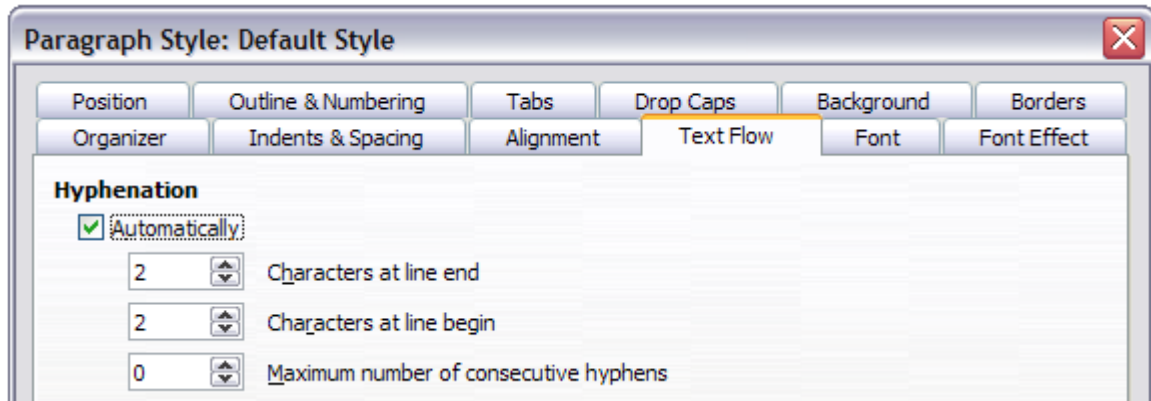 Paragraph Style: Default Style
Position Outline & Numbering Tabs Drop Caps Background Borders
Organizer Indents & Spacing Alignment Text Flow Font Font Effect
Hyphenation
Automatically
2 Characters at line end
2 Characters at line begin
0 Maximum number of consecutive hyphens